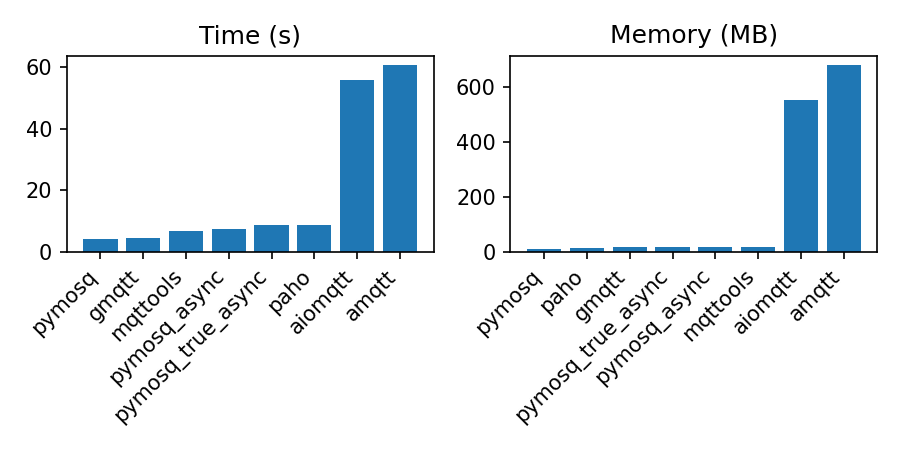 Time (s)
60
40
20
0
pymosq
gmqtt
mqttools
pymosq_async
pymosq_true_async
paho
aiomqtt
amqtt
Memory (MB)
600
400
200
0
pymosq
paho
gmqtt
pymosq_true_async
pymosq_async
mqttools
aiomqtt
amqtt